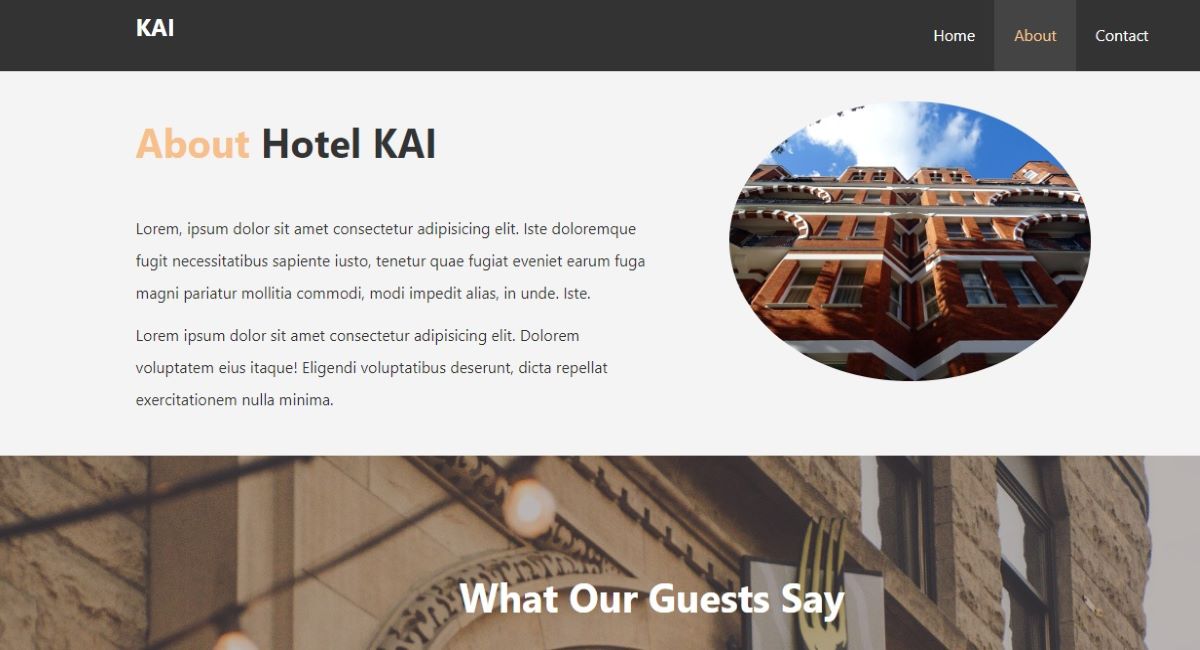 KAI
Home About Contact
About Hotel KAI
Lorem, ipsum dolor sit amet consectetur adipisicing elit. Iste doloremque
fugit necessitatibus sapiente iusto, tenetur quae fugiat eveniet earum fuga
magni pariatur mollitia commodi, modi impedit alias, in unde. Iste.
Lorem ipsum dolor sit amet consectetur adipisicing elit. Dolorem
voluptatem eius itaque! Eligendi voluptatibus deserunt, dicta repellat
exercitationem nulla minima.
What Our Guests Say